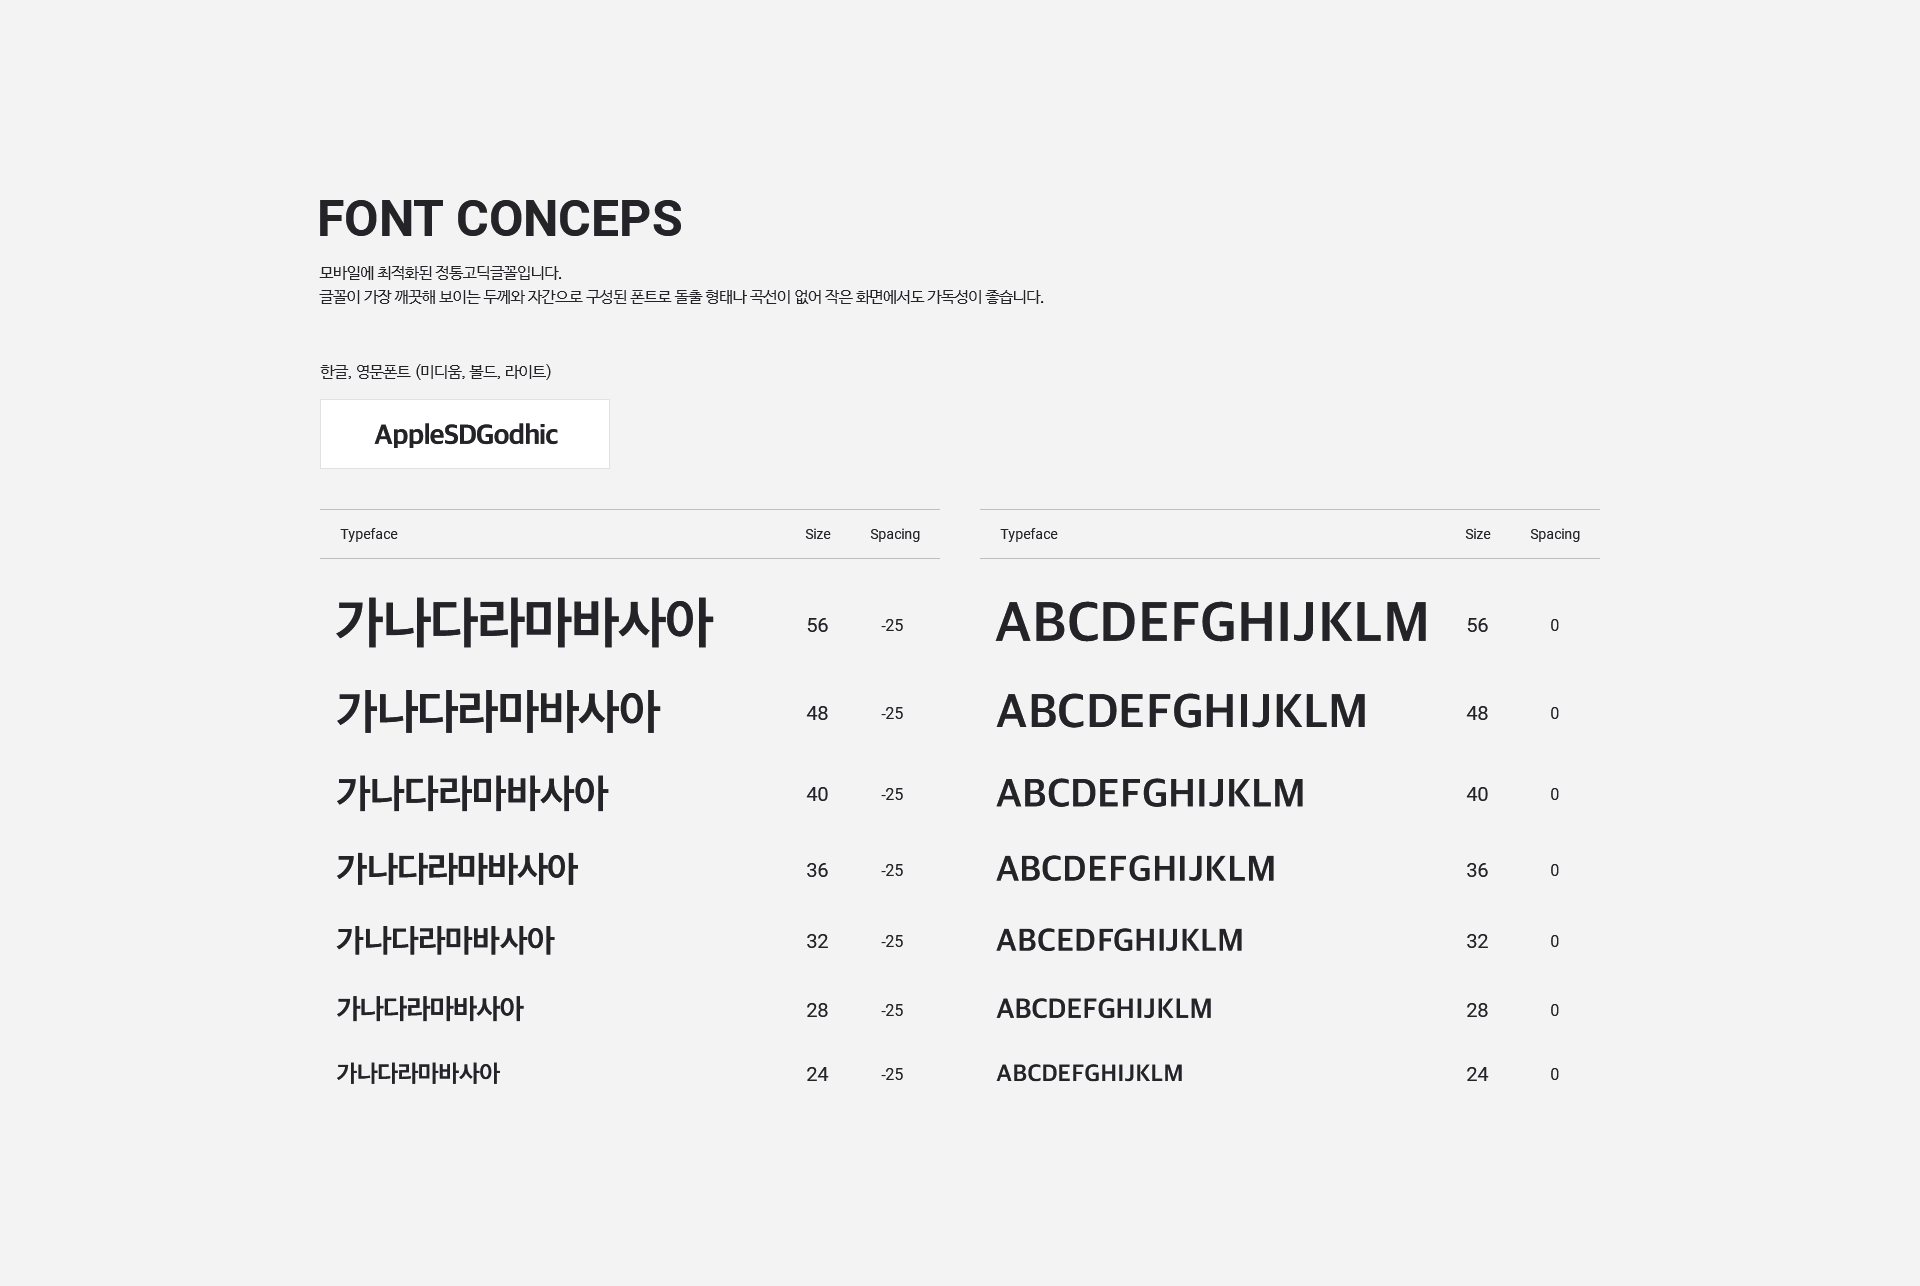 FONT CONCEPS
모바일에 최적화된 정통고딕글꼴입니다.
글꼴이 가장 깨끗해 보이는 두께와 자간으로 구성된 폰트로 돌출 형태나 곡선이 없어 작은 화면에서도 가독성이 좋습니다.
한글, 영문폰트 (미디움, 볼드, 라이트)
AppleSDGodhic
Typeface Size Spacing
가나다라마바사아 56 -25
가나다라마바사아 48 -25
가나다라마바사아 40 -25
가나다라마바사아 36 -25
가나다라마바사아 32 -25
가나다라마바사아 28 -25
가나다라마바사아 24 -25
Typeface Size Spacing
ABCDEFGHIJKLM 56 0
ABCDEFGHIJKLM 48 0
ABCDEFGHIJKLM 40 0
ABCDEFGHIJKLM 36 0
ABCEDFGHIJKLM 32 0
ABCDEFGHIJKLM 28 0
ABCDEFGHIJKLM 24 0